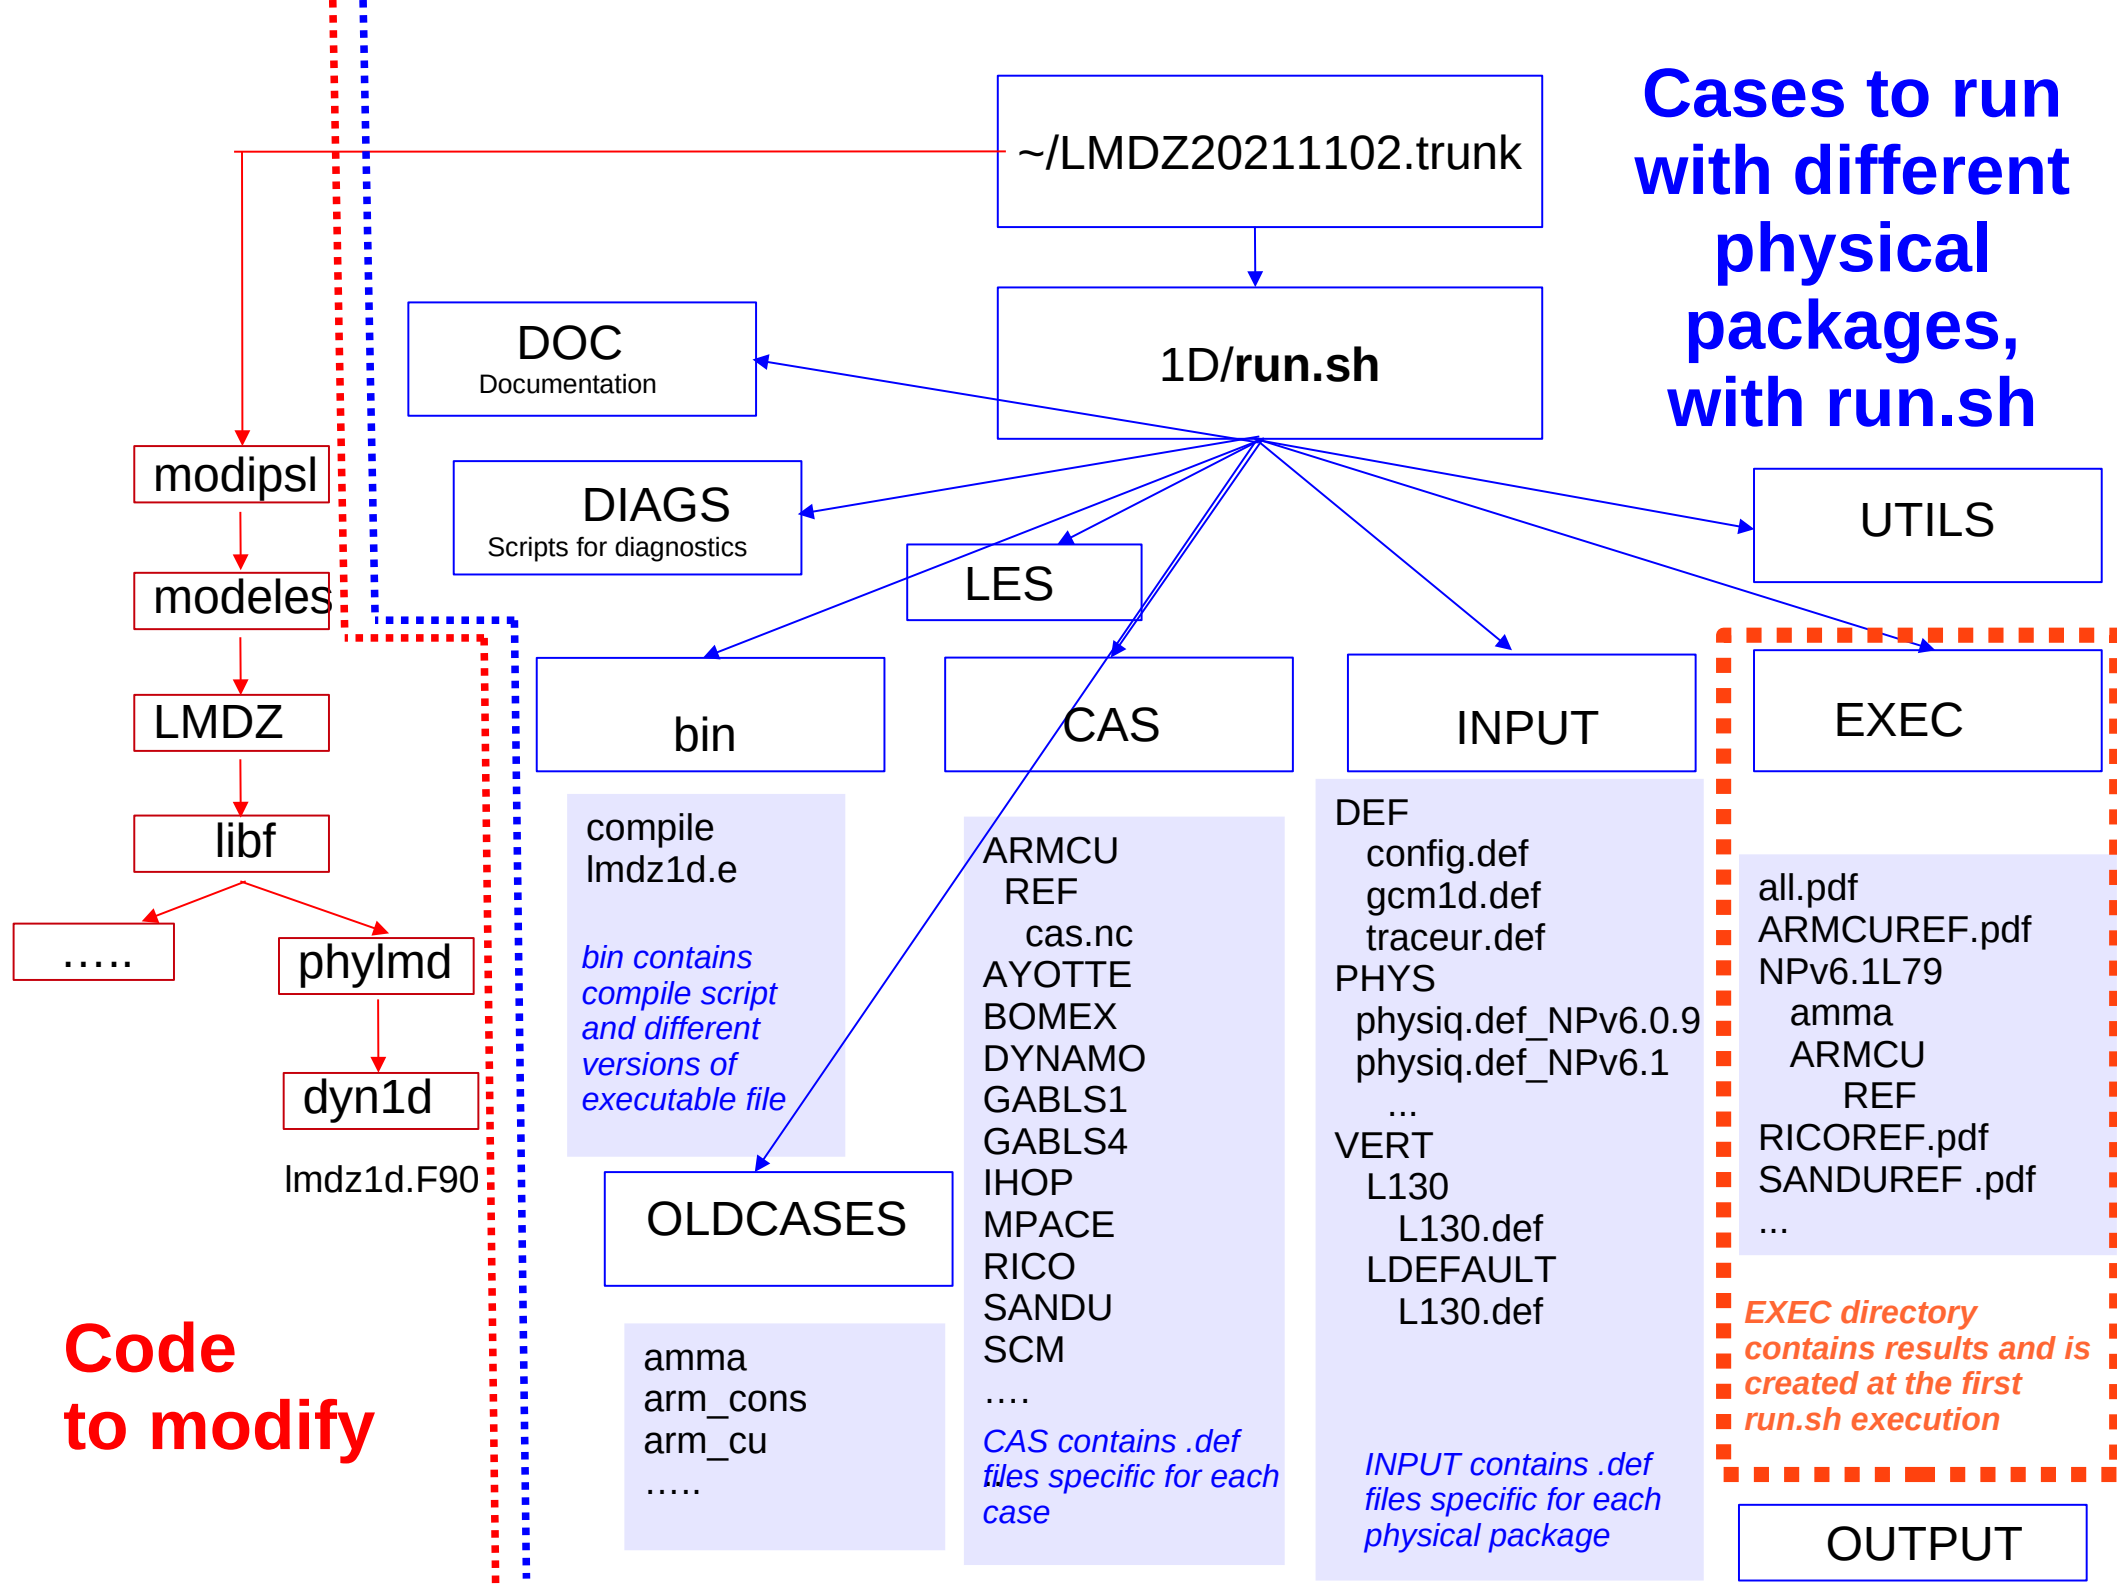 Cases to run
with different
physical
packages,
with run.sh
~/LMDZ20211102.trunk
1D/run.sh
DOC
Documentation
DIAGS
Scripts for diagnostics
LES
UTILS
modipsl
modeles
LMDZ
libf
…..
phylmd
dyn1d
lmdz1d.F90
Code
to modify
bin
compile
lmdz1d.e
bin contains
compile script
and different
versions of
executable file
OLDCASES
amma
arm_cons
arm_cu
…..
CAS
ARMCU
REF
cas.nc
AYOTTE
BOMEX
DYNAMO
GABLS1
GABLS4
IHOP
MPACE
RICO
SANDU
SCM
….
...
CAS contains .def
files specific for each
case
INPUT
DEF
config.def
gcm1d.def
traceur.def
PHYS
physiq.def_NPv6.0.9
physiq.def_NPv6.1
...
VERT
L130
L130.def
LDEFAULT
L130.def
INPUT contains .def
files specific for each
physical package
EXEC
all.pdf
ARMCUREF.pdf
NPv6.1L79
amma
ARMCU
REF
RICOREF.pdf
SANDUREF .pdf
...
EXEC directory
contains results and is
created at the first
run.sh execution
OUTPUT